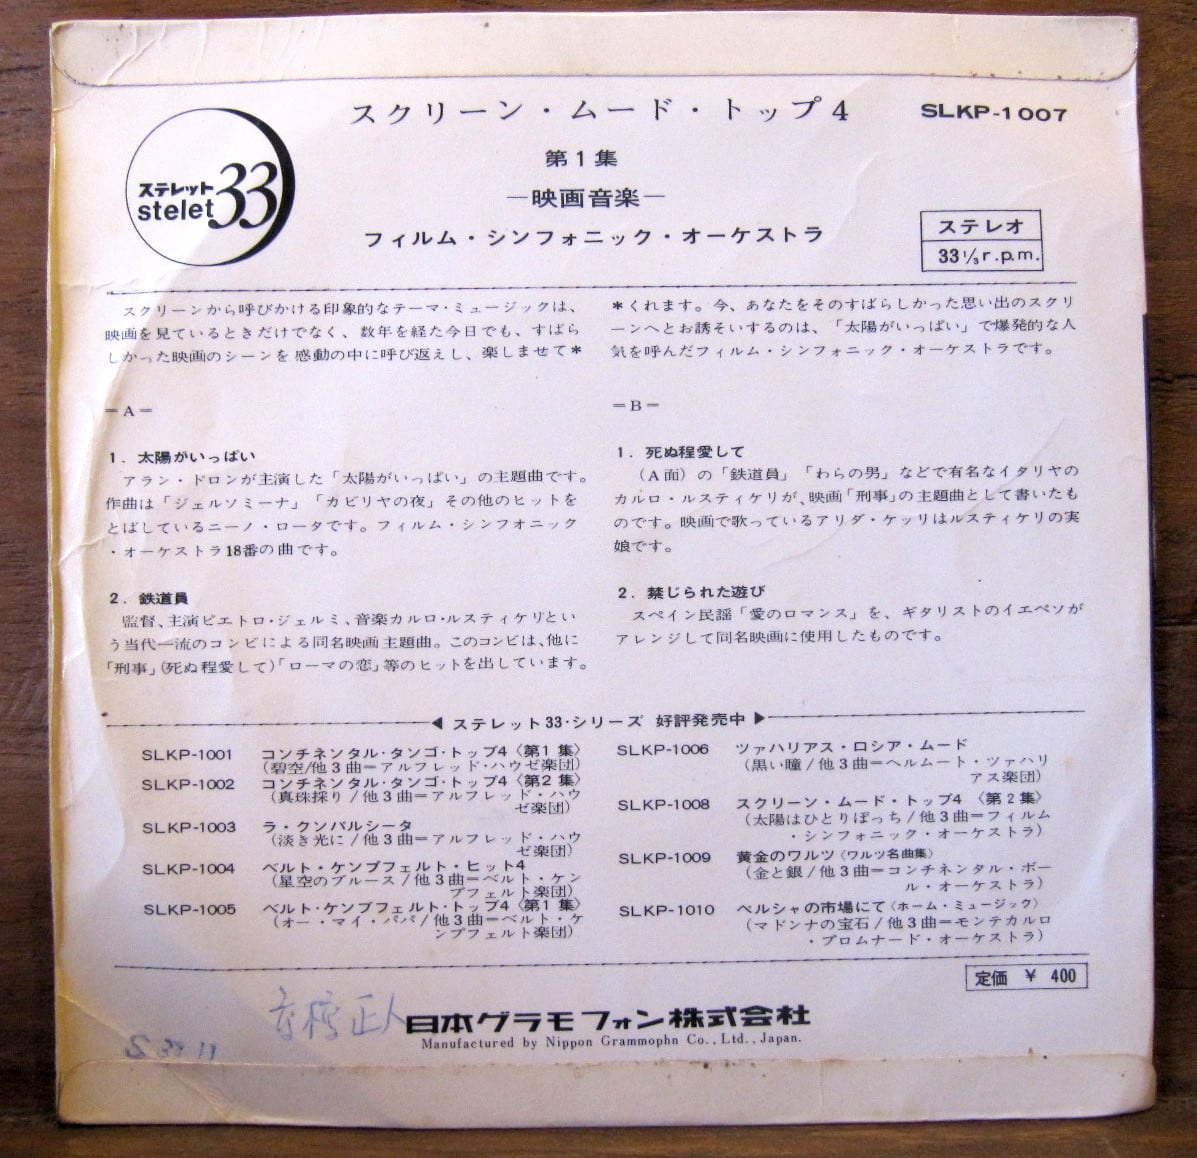 スクリーン・ムード・トップ4
SLKP-1007
第1集
―映画音楽―
フィルム・シンフォニック・オーケストラ
ステレット
stelet
33
ステレオ
33 1/3 r.p.m.
スクリーンから呼びかける印象的なテーマ・ミュージックは、
映画を見ているときだけでなく、数年を経た今日でも、すばら
しかった映画のシーンを感動の中に呼び返えし、楽しませて*
*くれます。今、あなたをそのすばらしかった思い出のスクリ
ーンへとお誘そいするのは、「太陽がいっぱい」で爆発的な人
気を呼んだフィルム・シンフォニック・オーケストラです。
=A=
1. 太陽がいっぱい
アラン・ドロンが主演した「太陽がいっぱい」の主題曲です。
作曲は「ジェルソミーナ」「カビリヤの夜」その他のヒットを
とばしているニーノ・ロータです。フィルム・シンフォニック
・オーケストラ18番の曲です。
2. 鉄道員
監督、主演ピエトロ・ジェルミ、音楽カルロ・ルスティケリとい
う当代一流のコンビによる同名映画主題曲。このコンビは、他に
「刑事」(死ぬ程愛して)「ローマの恋」等のヒットを出しています。
=B=
1. 死ぬ程愛して
(A面)の「鉄道員」「わらの男」などで有名なイタリヤの
カルロ・ルスティケリが、映画「刑事」の主題曲として書いたも
のです。映画で歌っているアリダ・ケッリはルスティケリの実
娘です。
2. 禁じられた遊び
スペイン民謡「愛のロマンス」を、ギタリストのイエペソが
アレンジして同名映画に使用したものです。
◀ ステレット33・シリーズ 好評発売中 ▶
SLKP-1001 コンチネンタル・タンゴ・トップ4〈第1集〉
(碧空/他3曲=アルフレッド・ハウゼ楽団)
SLKP-1002 コンチネンタル・タンゴ・トップ4〈第2集〉
(真珠採り/他3曲=アルフレッド・ハウ
ゼ楽団)
SLKP-1003 ラ・クンパルシータ
(淡き光に/他3曲=アルフレッド・ハウ
ゼ楽団)
SLKP-1004 ベルト・ケンプフェルト・ヒット4
(星空のブルース/他3曲=ベルト・ケン
プフェルト楽団)
SLKP-1005 ベルト・ケンプフェルト・トップ4〈第1集〉
(オー・マイ・パパ/他3曲=ベルト・ケ
ンプフェルト楽団)
SLKP-1006 ツァハリアス・ロシア・ムード
(黒い瞳/他3曲=ヘルムート・ツァハリ
アス楽団)
SLKP-1008 スクリーン・ムード・トップ4 〈第2集〉
(太陽はひとりぼっち/他3曲=フィルム
・シンフォニック・オーケストラ)
SLKP-1009 黄金のワルツ〈ワルツ名曲集〉
(金と銀/他3曲=コンチネンタル・ボー
ル・オーケストラ)
SLKP-1010 ペルシャの市場にて〈ホーム・ミュージック〉
(マドンナの宝石/他3曲=モンテカルロ
・プロムナード・オーケストラ)
定価 ¥ 400
正人
日本グラモフォン株式会社
Manufactured by Nippon Grammophn Co., Ltd., Japan.